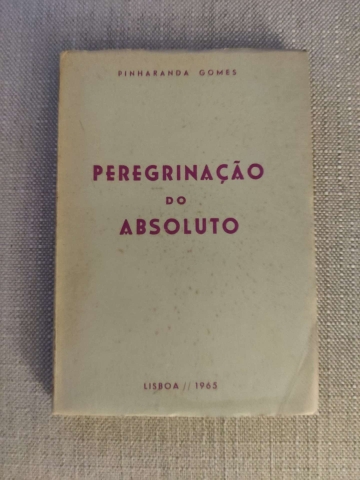 PINHARANDA GOMES
PEREGRINAÇÃO
DO
ABSOLUTO
LISBOA // 1965